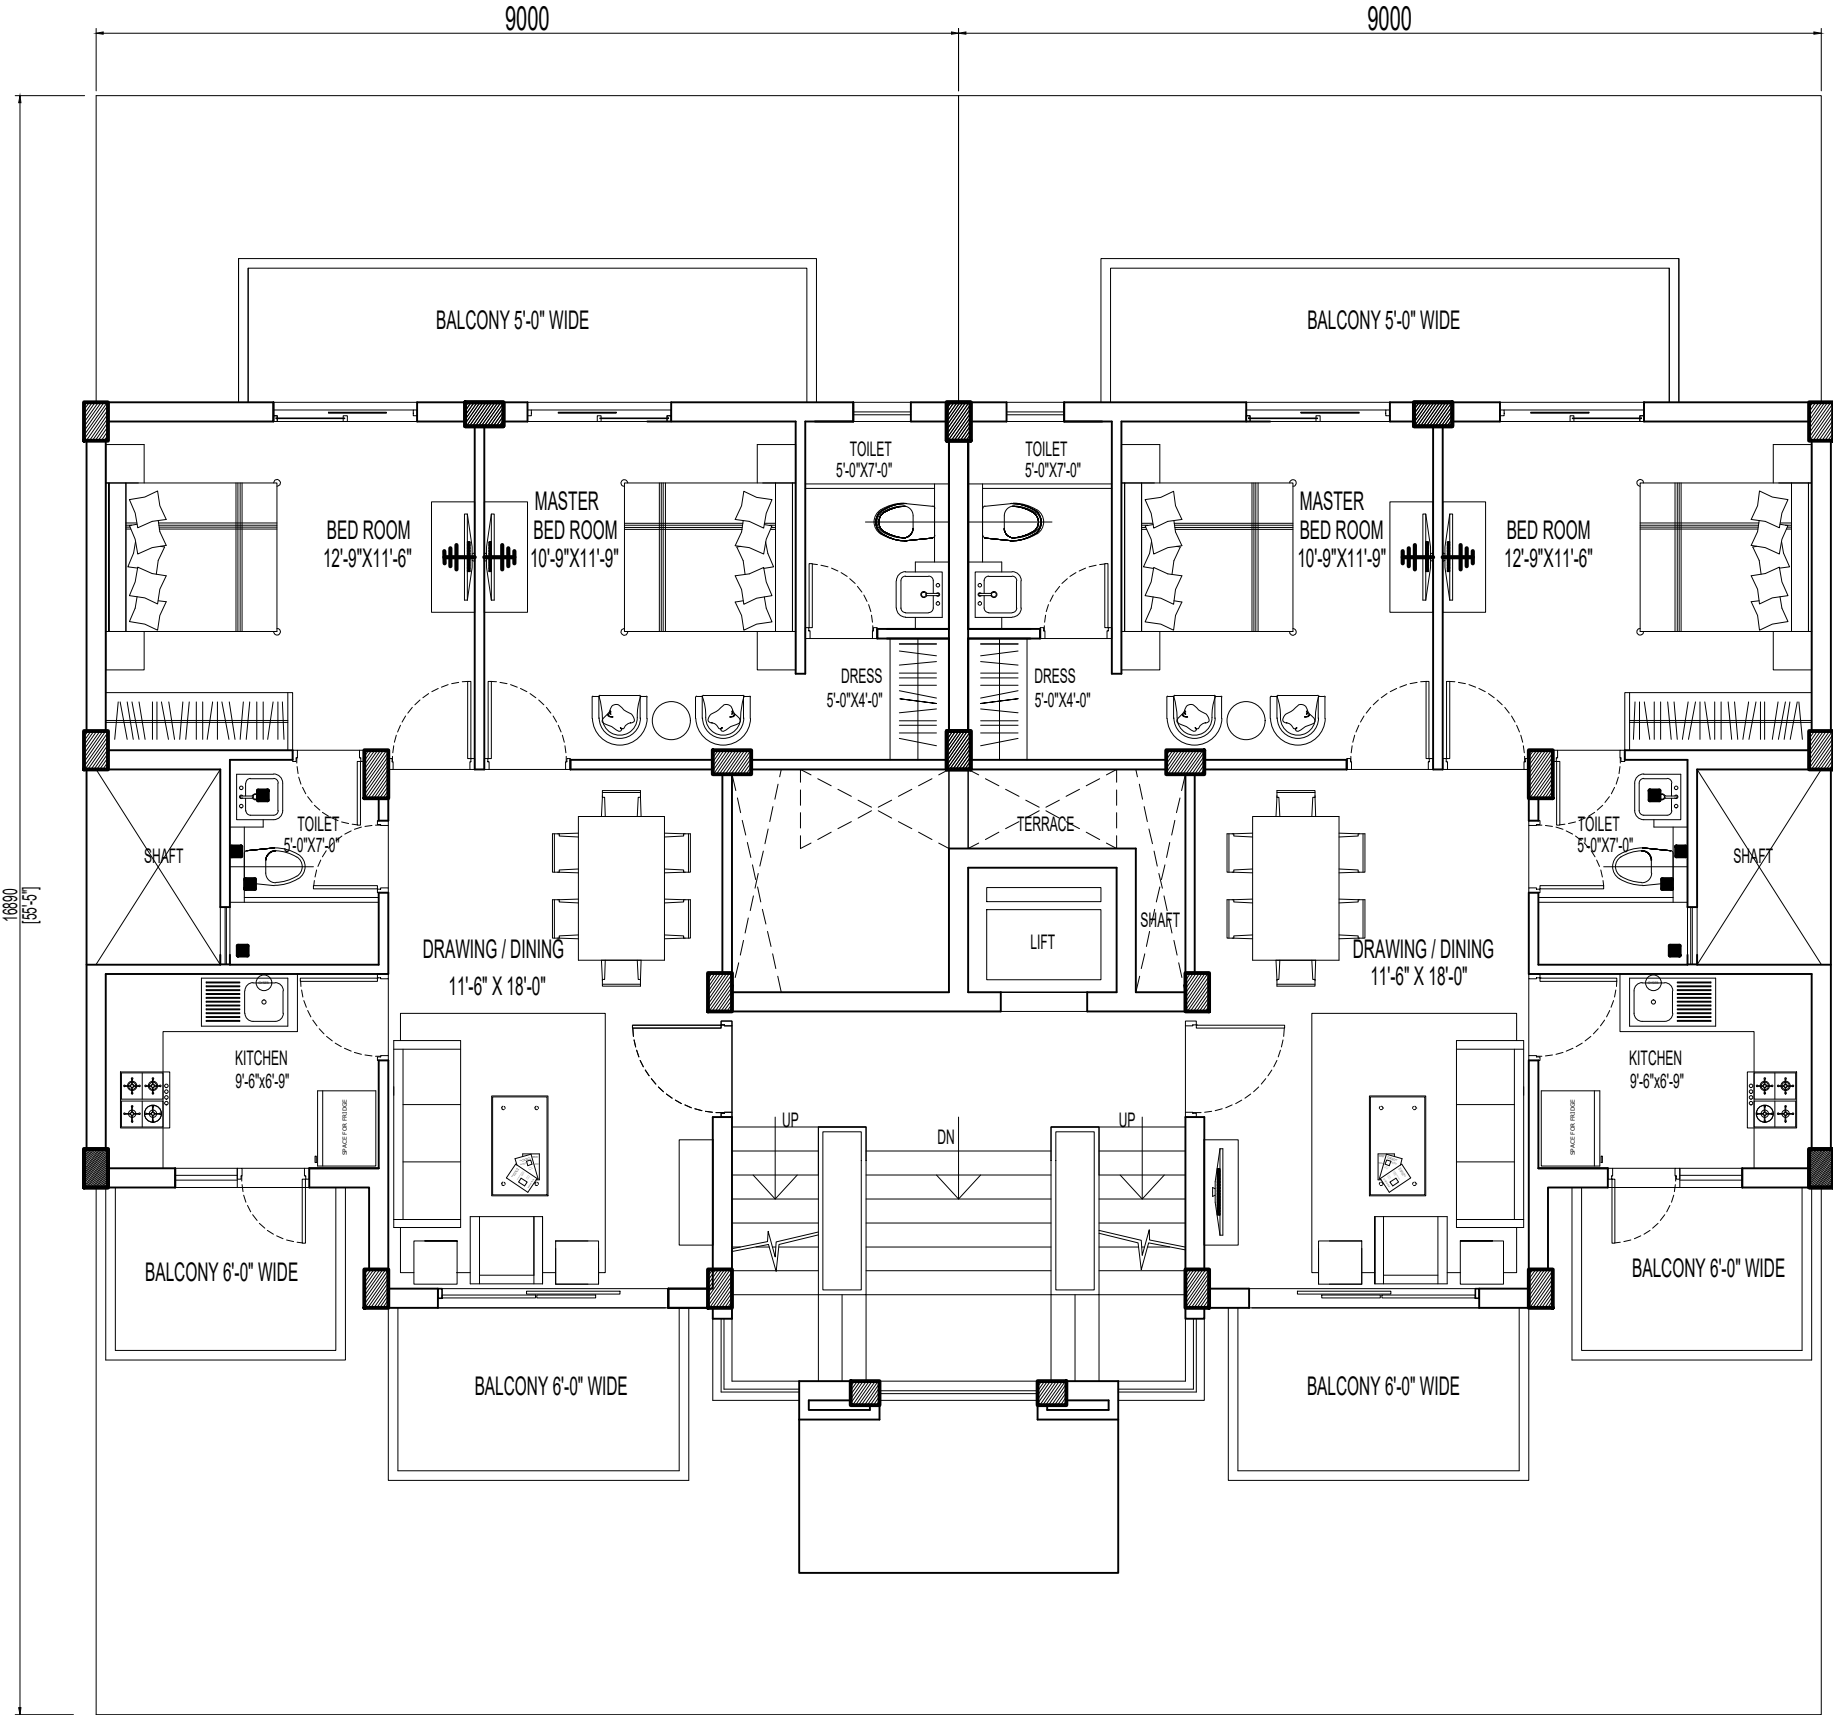 9000
9000
BALCONY 5'-0" WIDE
BALCONY 5'-0" WIDE
TOILET
5'-0"X7'-0"
TOILET
5'-0"X7'-0"
BED ROOM
12'-9"X11'-6"
MASTER
BED ROOM
10'-9"X11'-9"
MASTER
BED ROOM
10'-9"X11'-9"
BED ROOM
12'-9"X11'-6"
DRESS
5'-0"X4'-0"
DRESS
5'-0"X4'-0"
TOILET
5'-0"X7'-0"
SHAFT
TERRACE
TOILET
5'-0"X7'-0"
SHAFT
16890
[55'-5"]
DRAWING / DINING
11'-6" X 18'-0"
LIFT
SHAFT
DRAWING / DINING
11'-6" X 18'-0"
KITCHEN
9'-6"x6'-9"
SPACE FOR FRIDGE
KITCHEN
9'-6"x6'-9"
SPACE FOR FRIDGE
UP
DN
UP
BALCONY 6'-0" WIDE
BALCONY 6'-0" WIDE
BALCONY 6'-0" WIDE
BALCONY 6'-0" WIDE